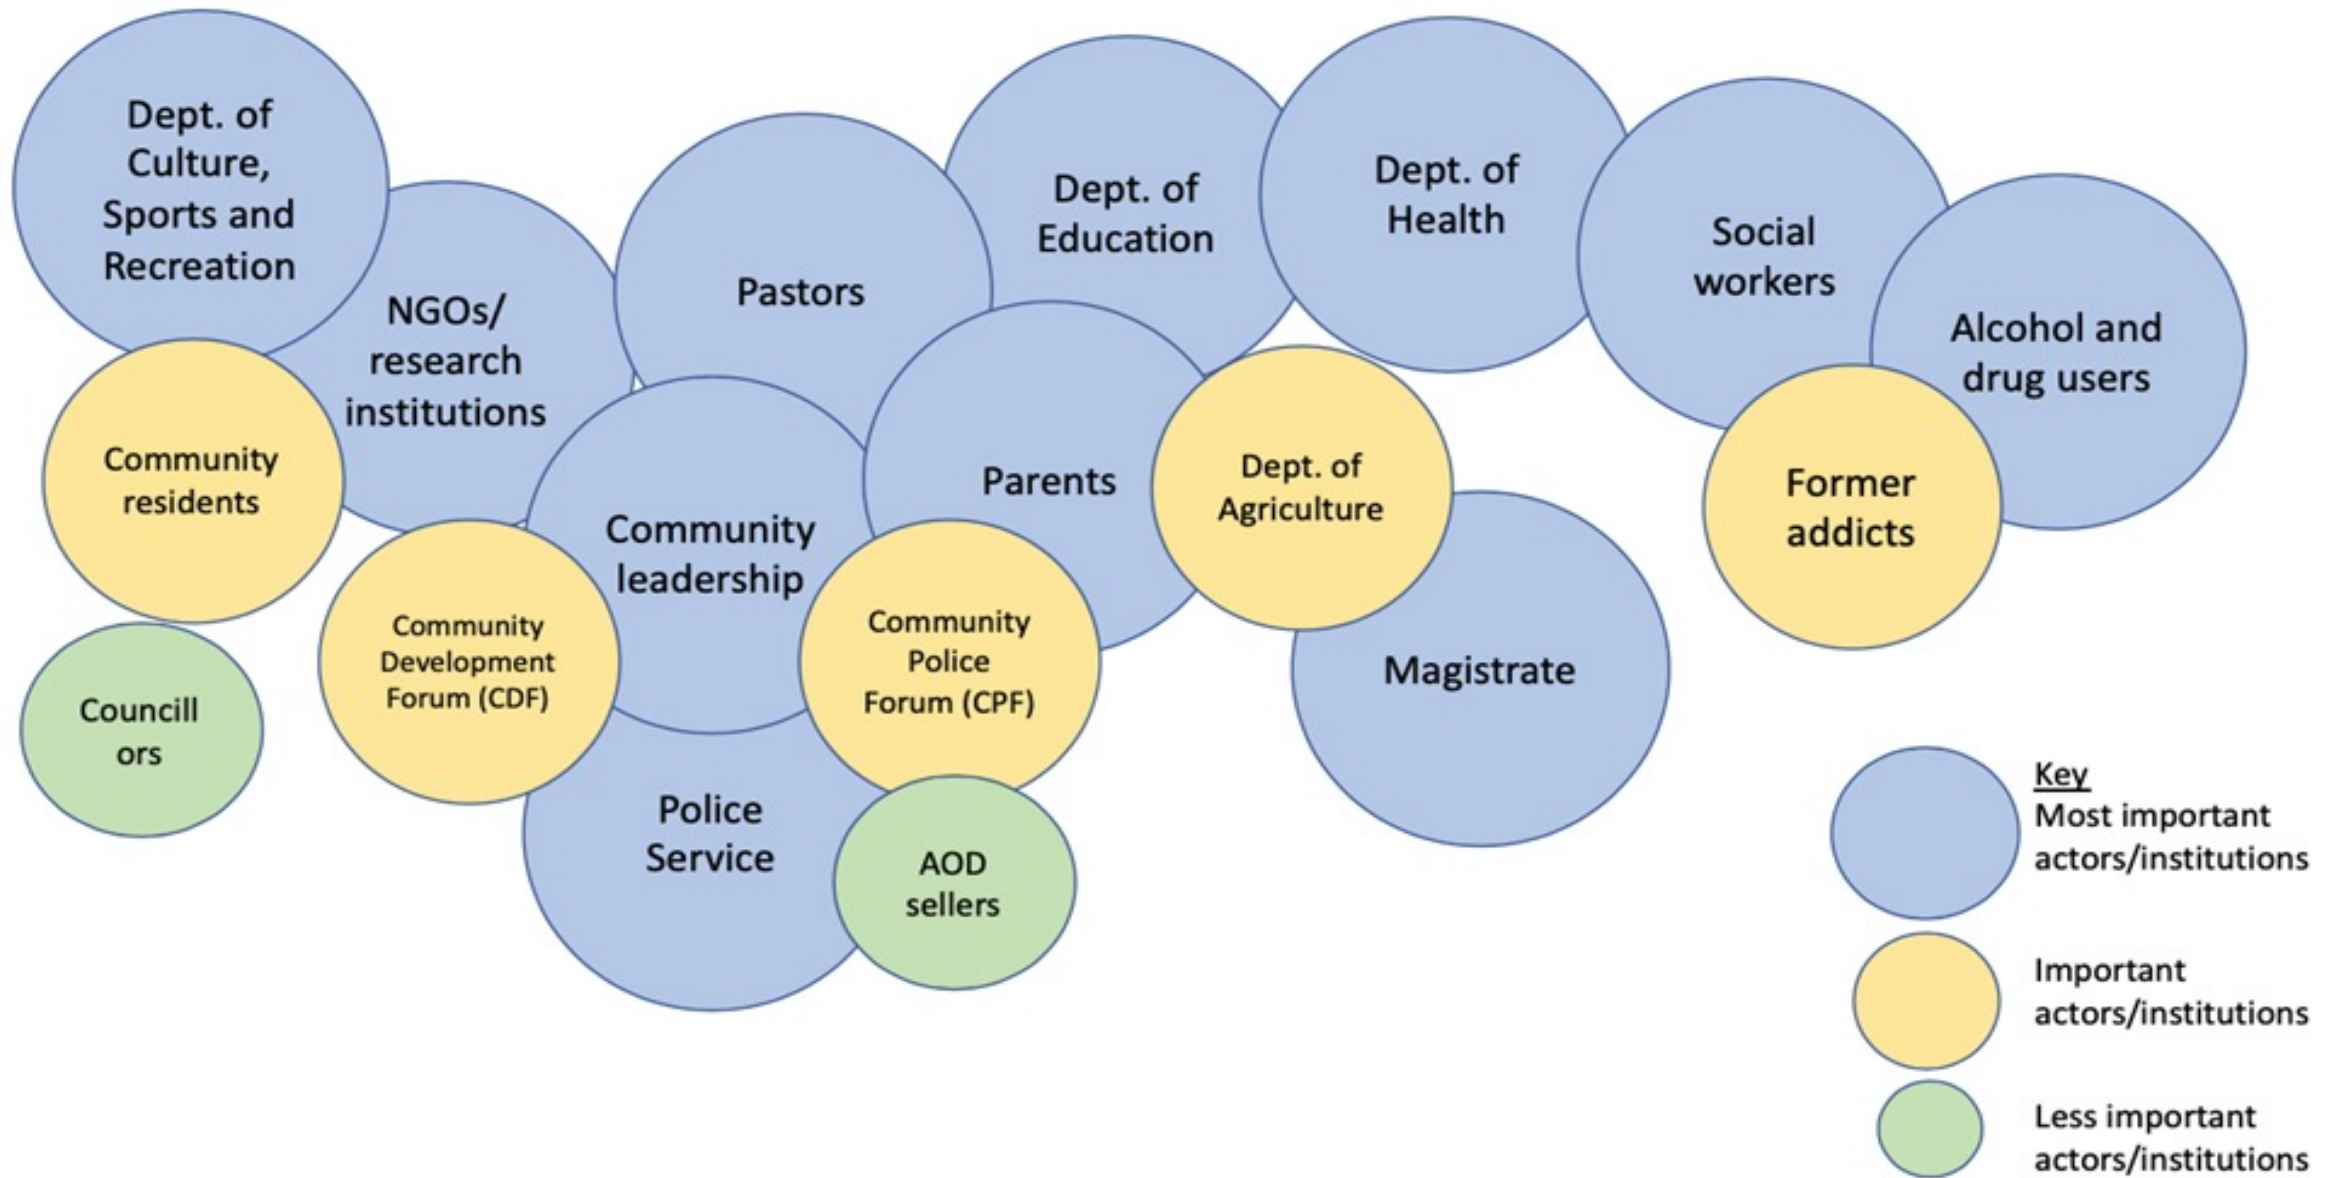 Dept. of
Culture,
Sports and
Recreation
NGOs/
research
institutions
Pastors
Dept. of
Education
Dept. of
Health
Social
workers
Alcohol and
drug users
Community
residents
Community
leadership
Parents
Dept. of
Agriculture
Former
addicts
Councill
ors
Community
Development
Forum (CDF)
Community
Police
Forum (CPF)
Magistrate
Police
Service
AOD
sellers
Key
Most important
actors/institutions
Important
actors/institutions
Less important
actors/institutions